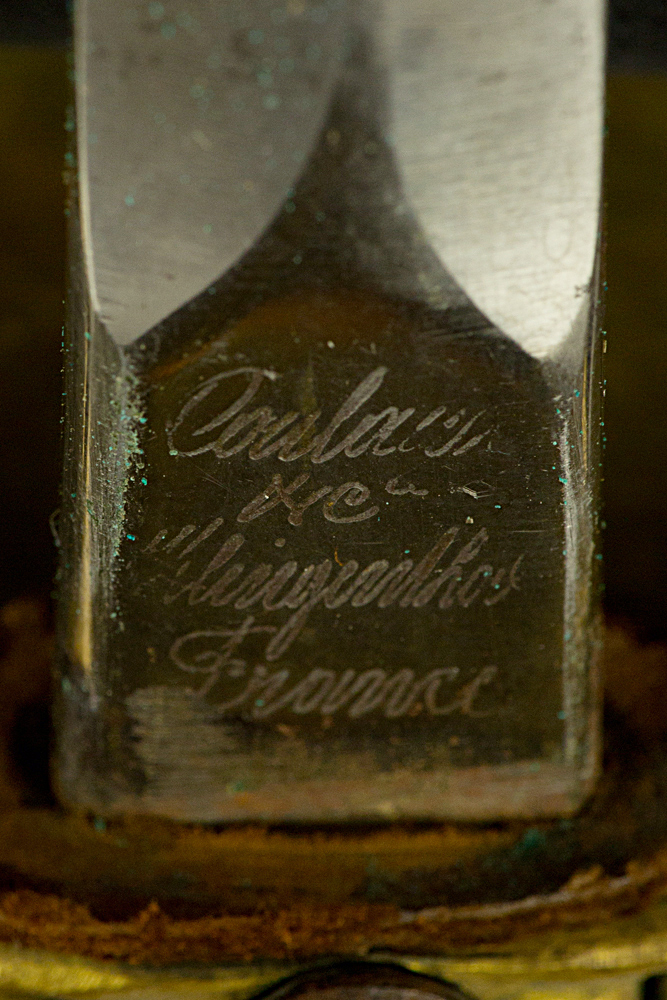 Coulaux
& Cie
Klingenthal
France